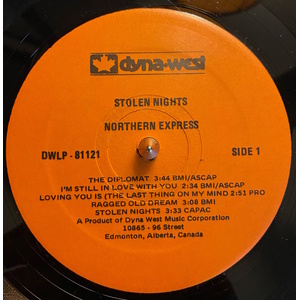 dyna-west
STOLEN NIGHTS
NORTHERN EXPRESS
DWLP - 81121
SIDE 1
THE DIPLOMAT 3:44 BMI/ASCAP
I'M STILL IN LOVE WITH YOU 2:34 BMI/ASCAP
LOVING YOU IS (THE LAST THING ON MY MIND 2:51 PRO
RAGGED OLD DREAM 3:08 BMI
STOLEN NIGHTS 3:33 CAPAC
A Product of Dyna West Music Corporation
10865 - 96 Street
Edmonton, Alberta, Canada